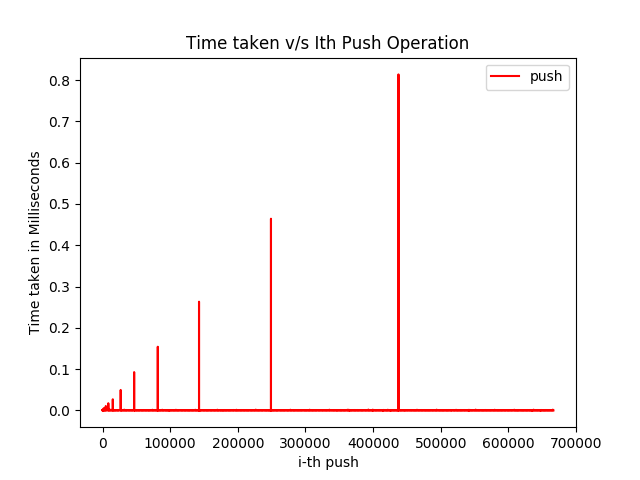 Time taken v/s Ith Push Operation
push
Time taken in Milliseconds
0.8
0.7
0.6
0.5
0.4
0.3
0.2
0.1
0.0
0 100000 200000 300000 400000 500000 600000 700000
i-th push